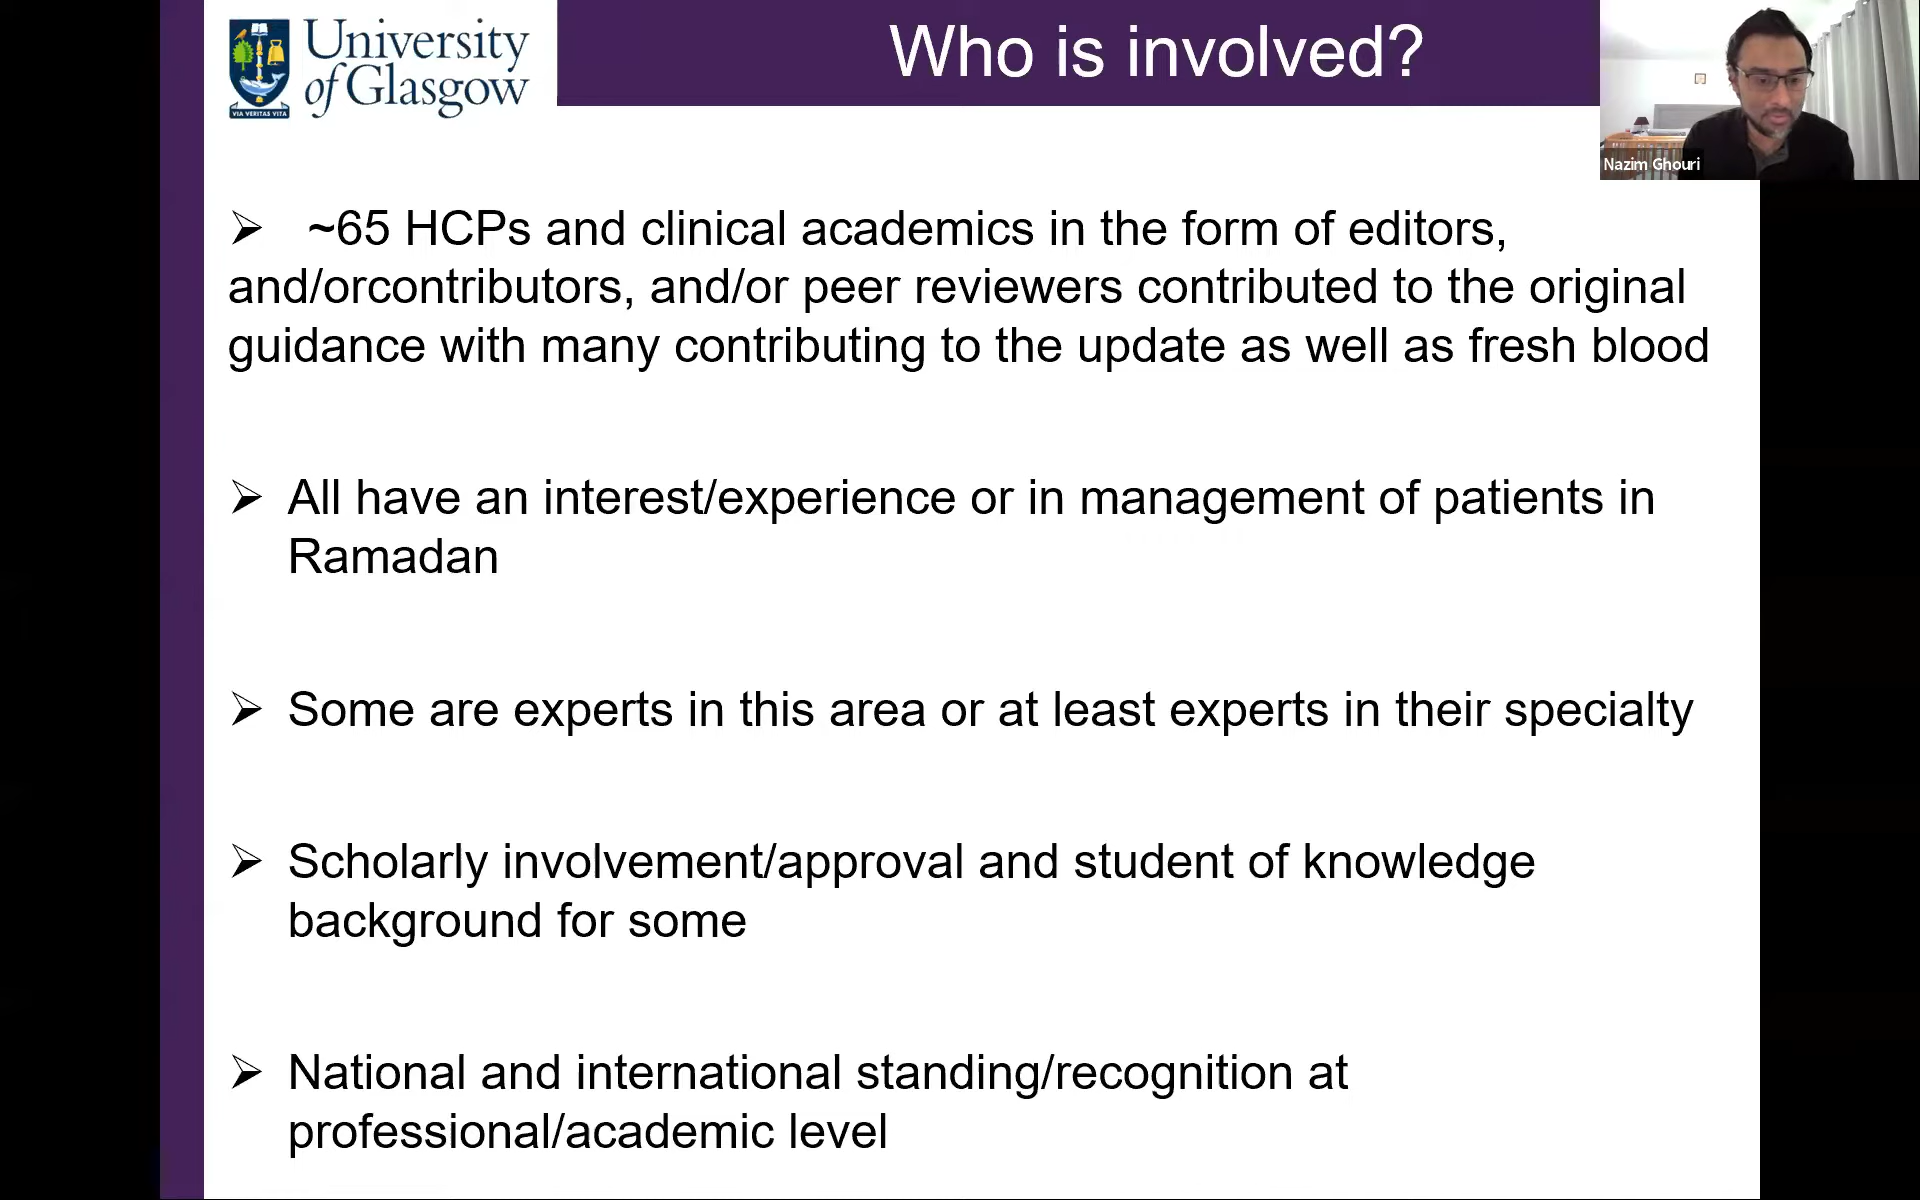 University
of Glasgow
VIA VERITAS VITA
Who is involved?
Nazim Ghouri
➢ ~65 HCPs and clinical academics in the form of editors,
and/orcontributors, and/or peer reviewers contributed to the original
guidance with many contributing to the update as well as fresh blood
➢ All have an interest/experience or in management of patients in
Ramadan
➢ Some are experts in this area or at least experts in their specialty
➢ Scholarly involvement/approval and student of knowledge
background for some
➢ National and international standing/recognition at
professional/academic level